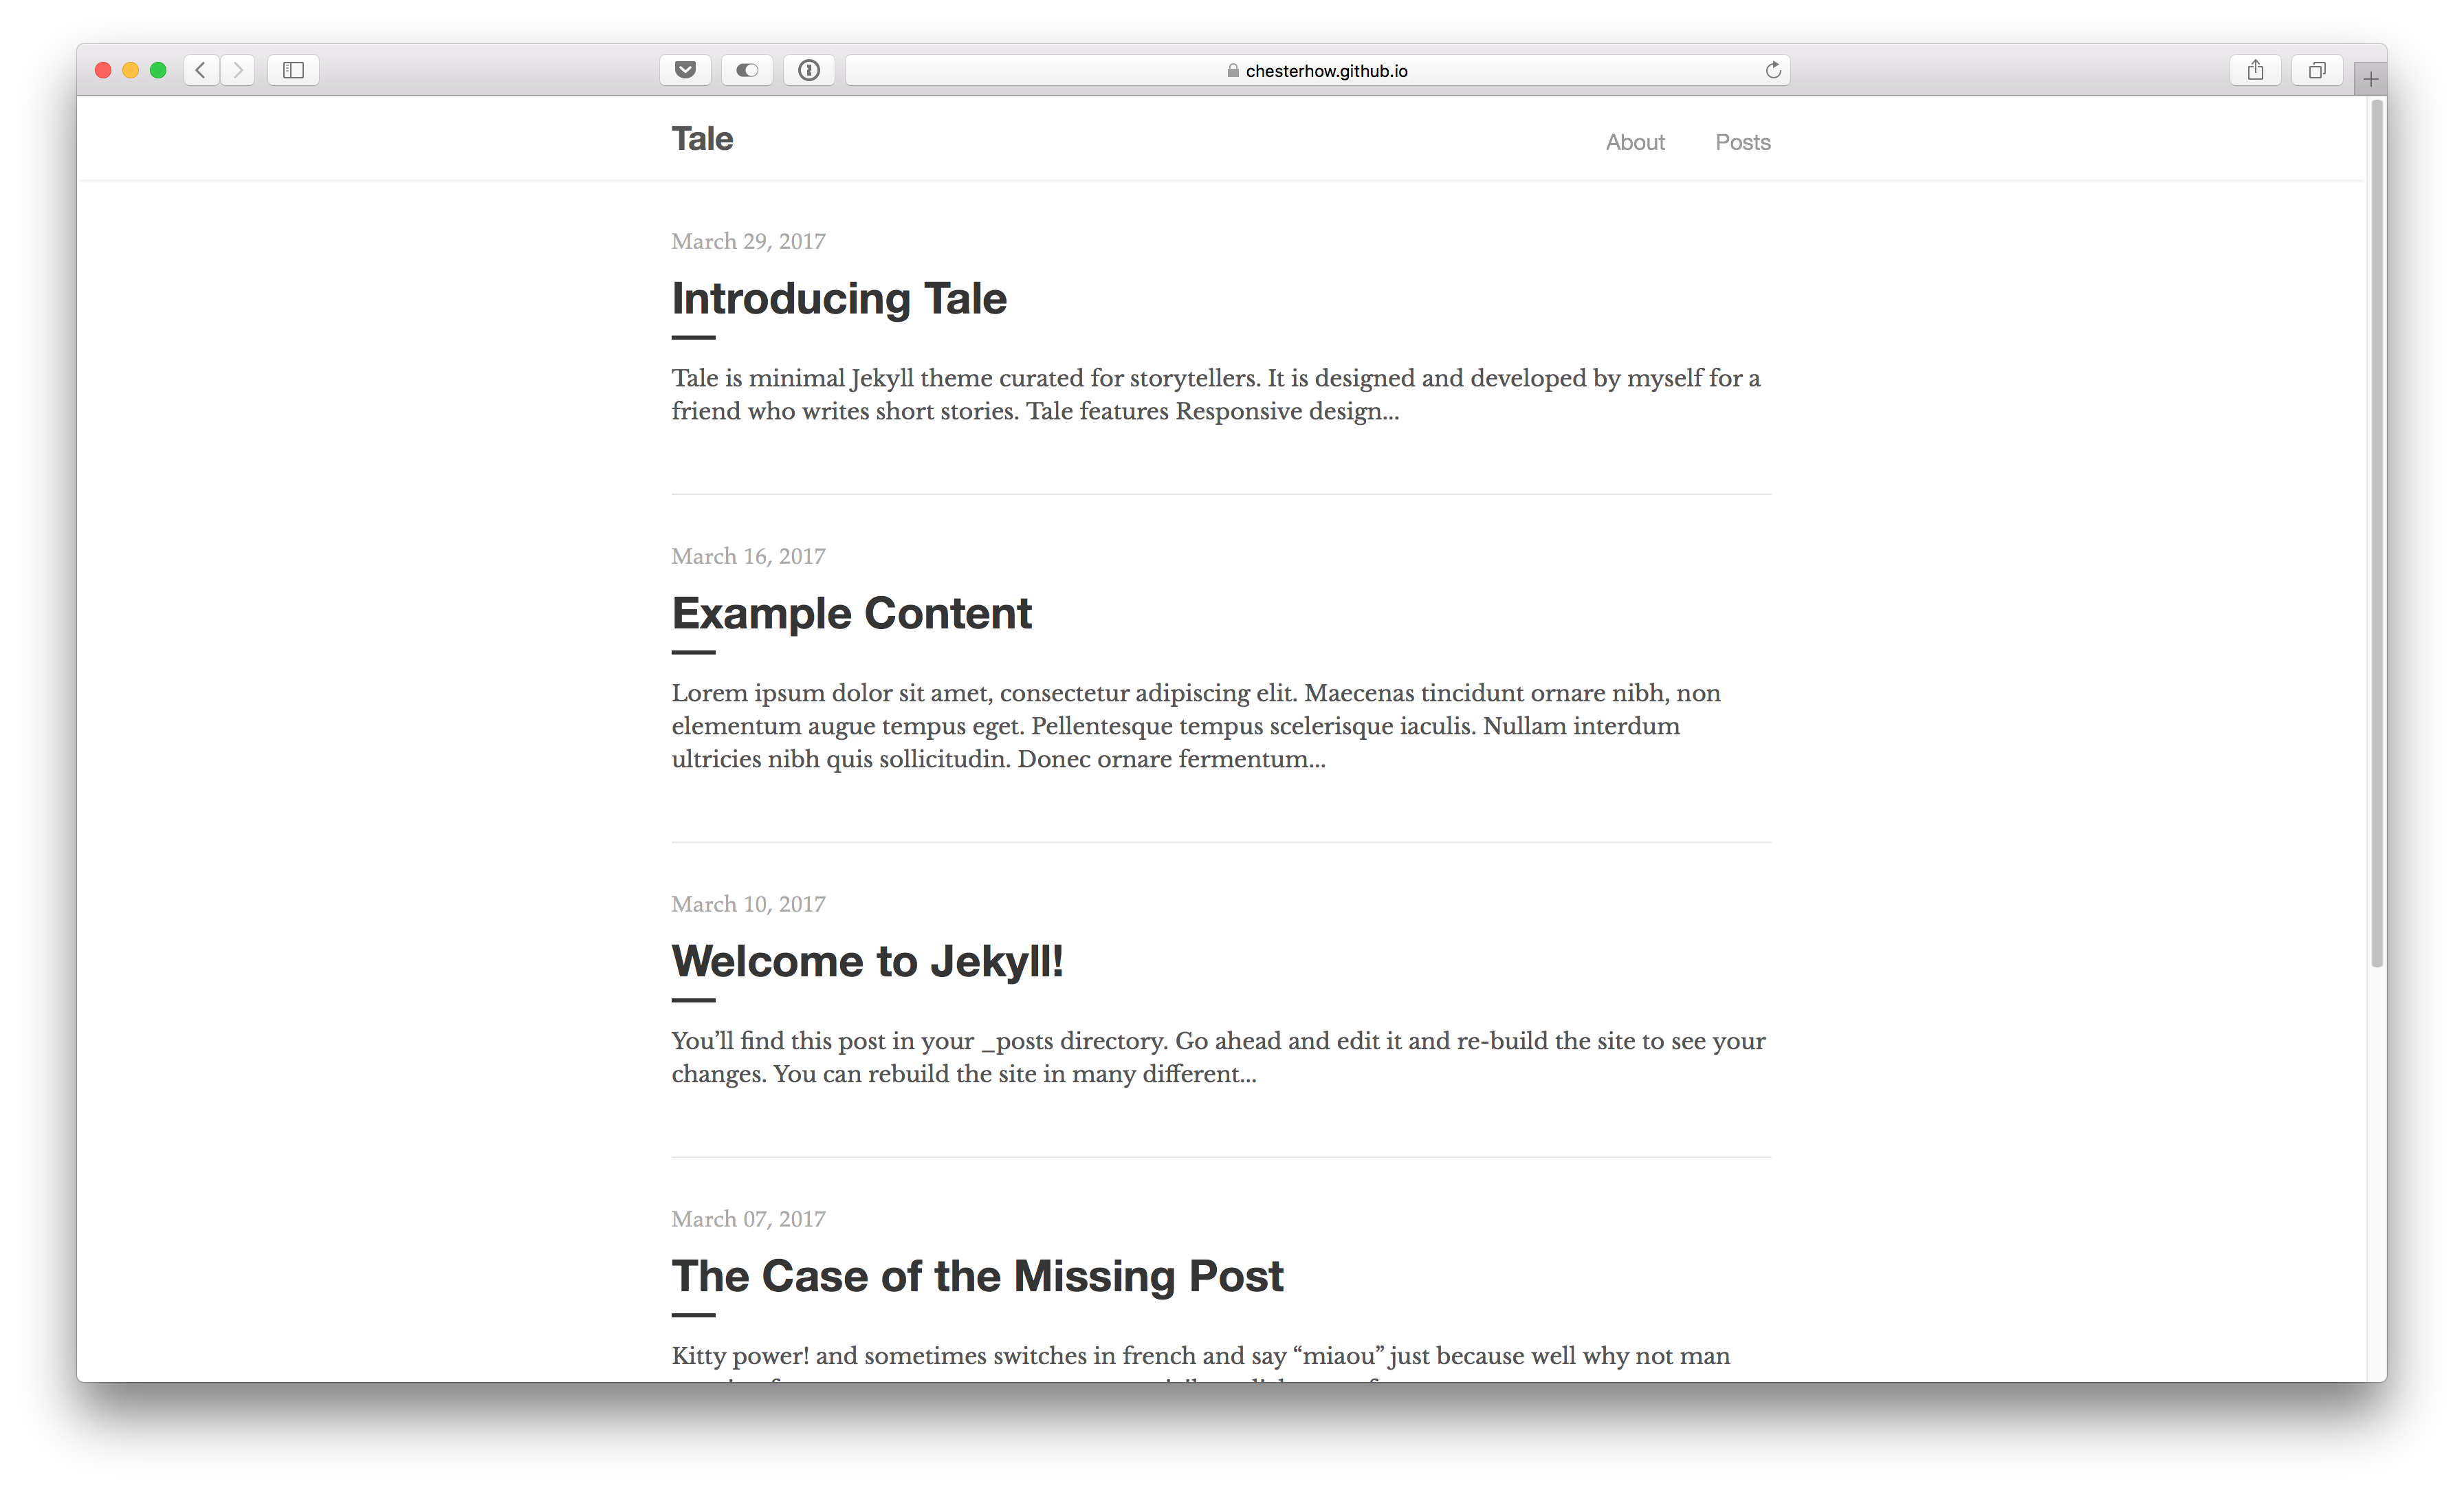 chesterhow.github.io
Tale
About Posts
March 29, 2017
Introducing Tale
Tale is minimal Jekyll theme curated for storytellers. It is designed and developed by myself for a
friend who writes short stories. Tale features Responsive design...
March 16, 2017
Example Content
Lorem ipsum dolor sit amet, consectetur adipiscing elit. Maecenas tincidunt ornare nibh, non
elementum augue tempus eget. Pellentesque tempus scelerisque iaculis. Nullam interdum
ultricies nibh quis sollicitudin. Donec ornare fermentum...
March 10, 2017
Welcome to Jekyll!
You’ll find this post in your _posts directory. Go ahead and edit it and re-build the site to see your
changes. You can rebuild the site in many different...
March 07, 2017
The Case of the Missing Post
Kitty power! and sometimes switches in french and say “miaou” just because well why not man